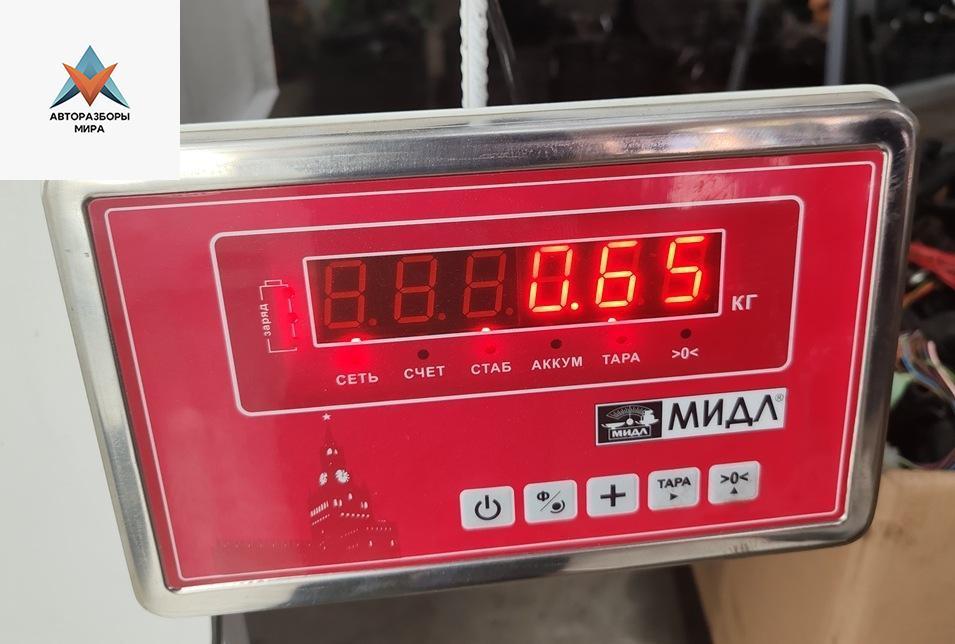 АВТОРАЗБОРЫ
МИРА
0.65
КГ
заряд
СЕТЬ СЧЕТ СТАБ АККУМ ТАРА >0<
МИДЛ МИДЛ®
Ф ТАРА >0<